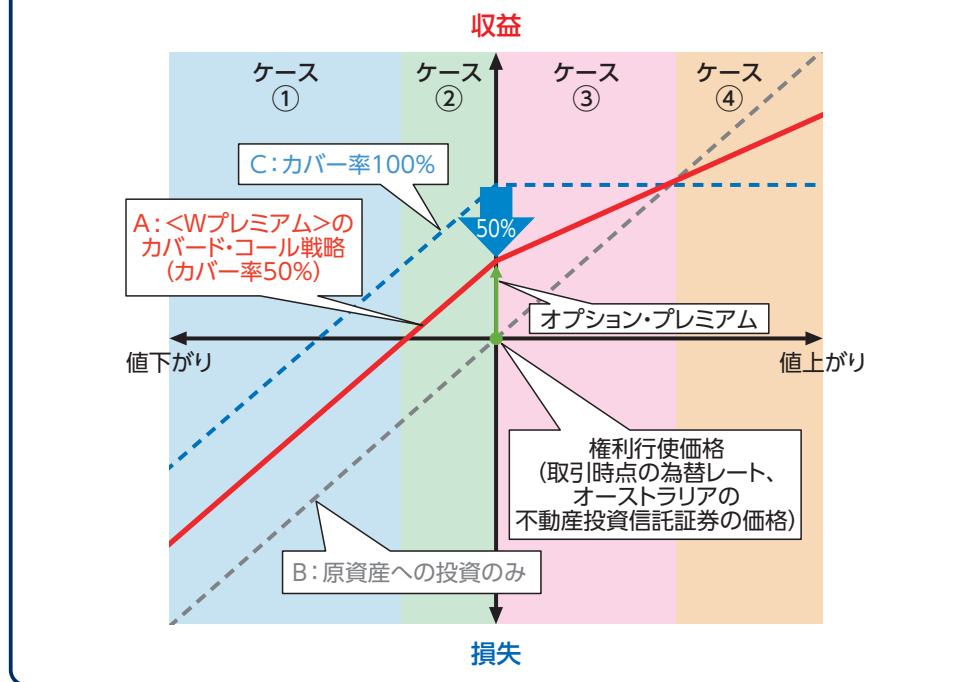 収益
ケース
①
ケース
②
ケース
③
ケース
④
C：カバー率100%
A：<Wプレミアム>の
カバード・コール戦略
(カバー率50%)
50%
オプション・プレミアム
値下がり
値上がり
権利行使価格
(取引時点の為替レート、
オーストラリアの
不動産投資信託証券の価格)
B：原資産への投資のみ
損失